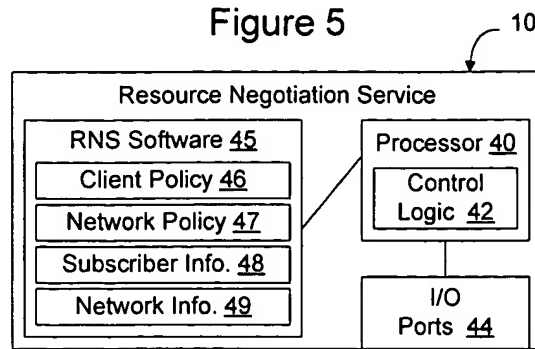 Figure 5
10
Resource Negotiation Service
RNS Software 45
Client Policy 46
Network Policy 47
Subscriber Info. 48
Network Info. 49
Processor 40
Control
Logic 42
I/O
Ports 44